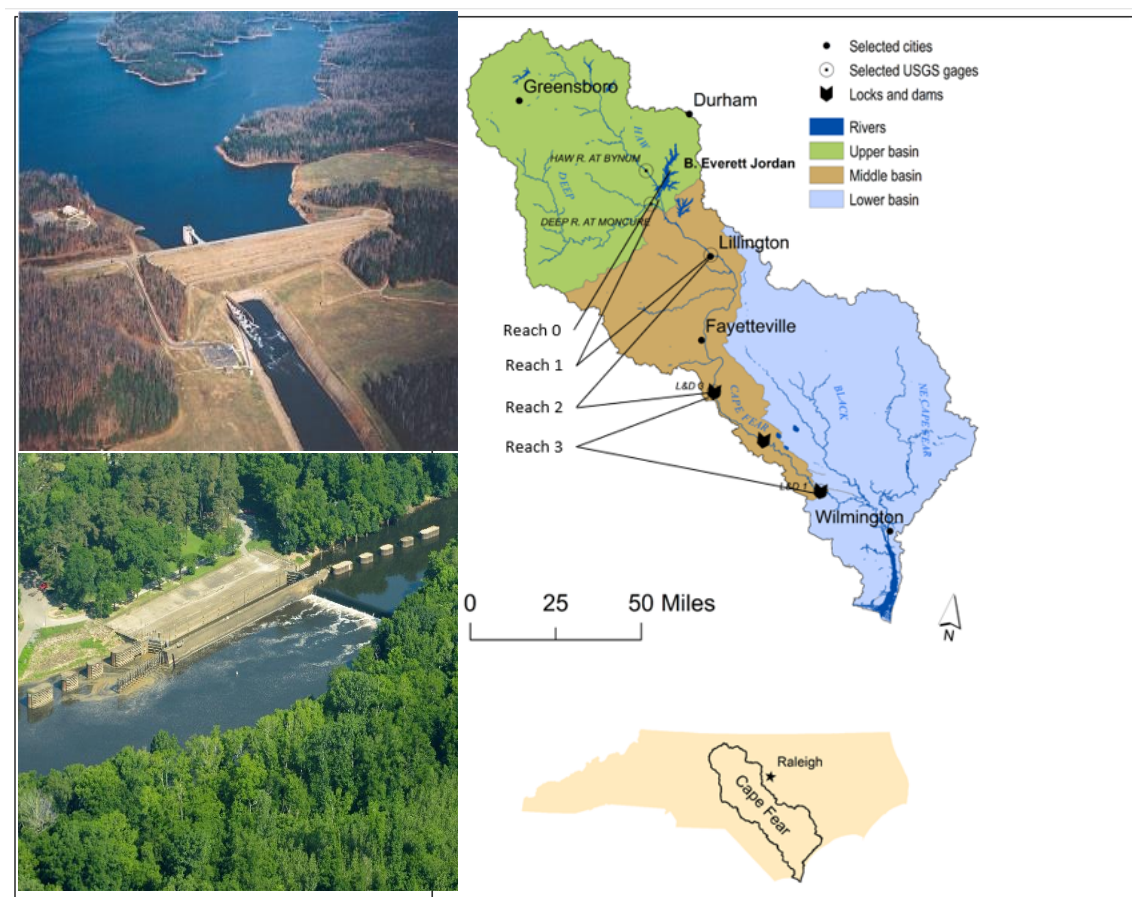 Selected cities
Selected USGS gages
Locks and dams
Rivers
Upper basin
Middle basin
Lower basin
Greensboro
Durham
HAW
HAW R. AT BYNUM
B. Everett Jordan
DEEP
DEEP R. AT MONCURE
Lillington
Reach 0
Fayetteville
Reach 1
L&D
CAPE FEAR
BLACK
NE CAPE FEAR
Reach 2
Reach 3
L&D 1
Wilmington
0 25 50 Miles
N
Raleigh
Cape Fear